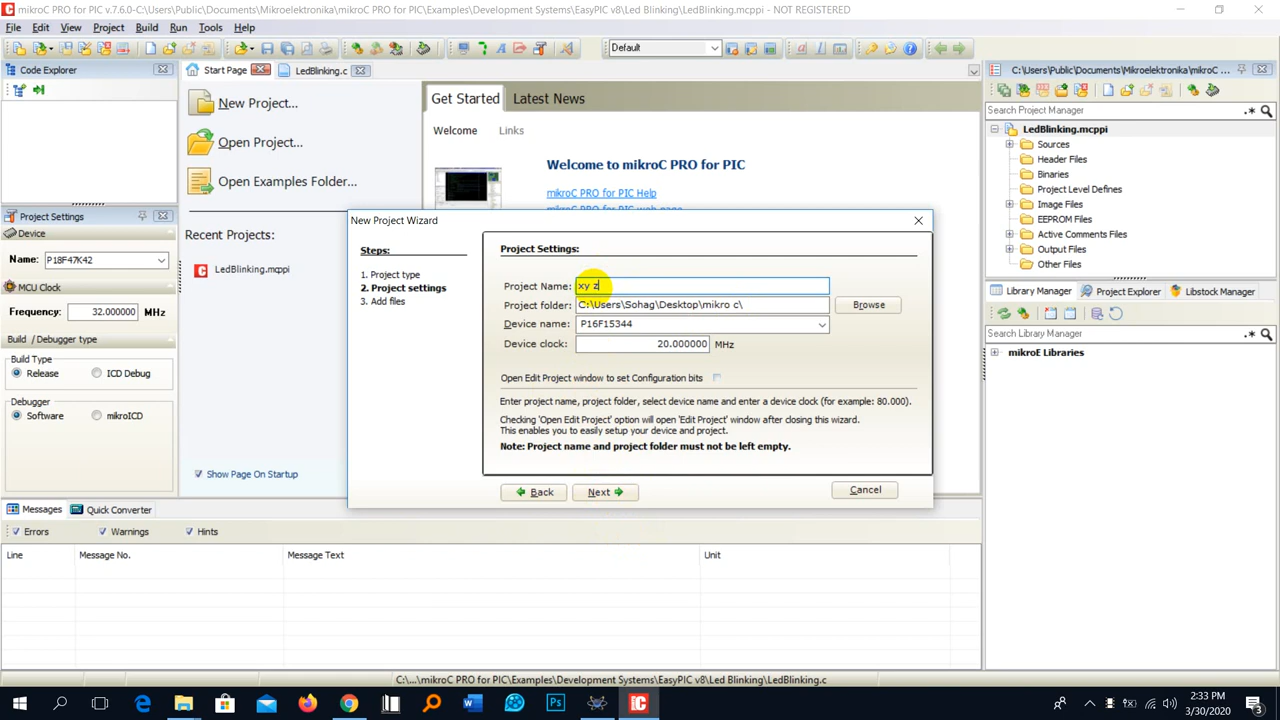 mikroC PRO for PIC v.7.6.0-C:\Users\Public\Documents\Mikroelektronika\mikroC PRO for PIC\Examples\Development Systems\EasyPIC v8\Led Blinking\LedBlinking.mcppi - NOT REGISTERED
File Edit View Project Build Run Tools Help
Default
Code Explorer
Start Page
LedBlinking.c
C:\Users\Public\Documents\Mikroelektronika\mikroC ...
New Project...
Open Project...
Open Examples Folder...
Get Started
Latest News
Welcome
Links
Welcome to mikroC PRO for PIC
mikroC PRO for PIC Help
mikroC PRO for PIC web page
Search Project Manager
LedBlinking.mcppi
Sources
Header Files
Binaries
Project Level Defines
Image Files
EEPROM Files
Active Comments Files
Output Files
Other Files
Project Settings
Device
Name: P18F47K42
MCU Clock
Frequency: 32.000000 MHz
Build / Debugger type
Build Type
Release
ICD Debug
Debugger
Software
mikroICD
Recent Projects:
LedBlinking.mcppi
Show Page On Startup
New Project Wizard
Steps:
1. Project type
2. Project settings
3. Add files
Project Settings:
Project Name: xy z
Project folder: C:\Users\Sohag\Desktop\mikro c\
Browse
Device name: P16F15344
Device clock: 20.000000 MHz
Open Edit Project window to set Configuration bits
Enter project name, project folder, select device name and enter a device clock (for example: 80.000).
Checking 'Open Edit Project' option will open 'Edit Project' window after closing this wizard.
This enables you to easily setup your device and project.
Note: Project name and project folder must not be left empty.
Back
Next
Cancel
Library Manager
Project Explorer
Libstock Manager
Search Library Manager
mikroE Libraries
Messages
Quick Converter
Errors
Warnings
Hints
Line
Message No.
Message Text
Unit
C:\...\mikroC PRO for PIC\Examples\Development Systems\EasyPIC v8\Led Blinking\LedBlinking.c
2:33 PM
3/30/2020
3